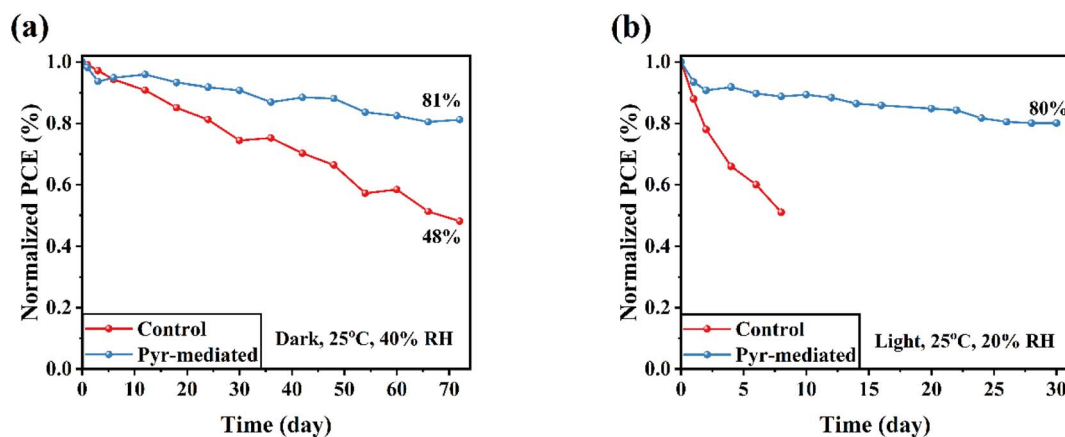 (a)
1.0
0.8
0.6
0.4
0.2
0.0
Normalized PCE (%)
81%
48%
Control
Pyr-mediated
Dark, 25°C, 40% RH
0 10 20 30 40 50 60 70
Time (day)
(b)
1.0
0.8
0.6
0.4
0.2
0.0
Normalized PCE (%)
80%
Control
Pyr-mediated
Light, 25°C, 20% RH
0 5 10 15 20 25 30
Time (day)